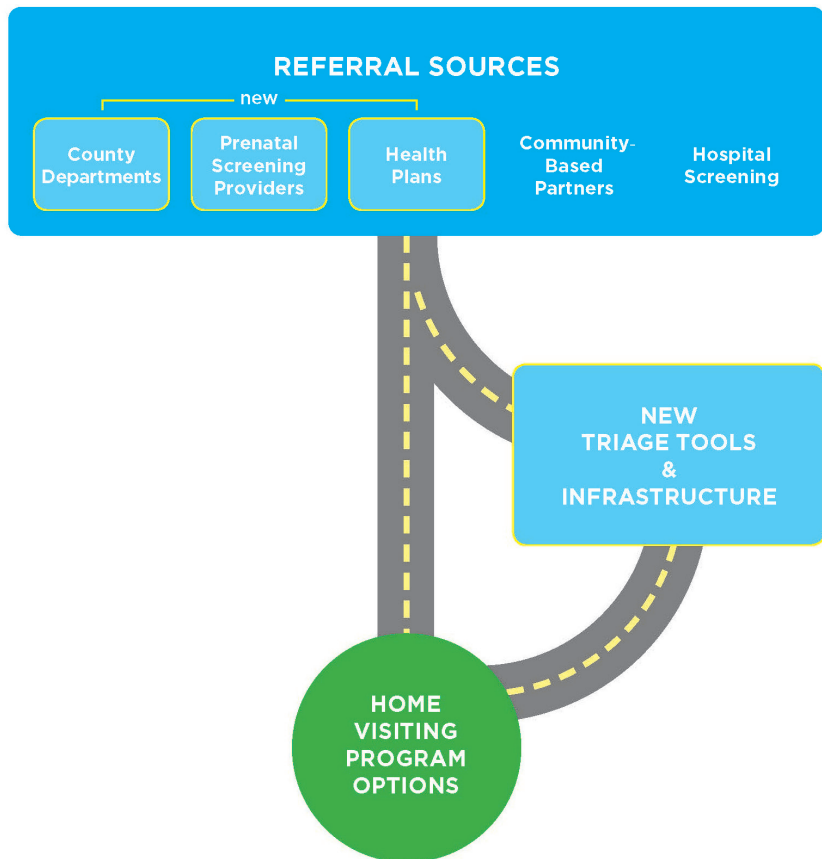 REFERRAL SOURCES
new
County
Departments
Prenatal
Screening
Providers
Health
Plans
Community-
Based
Partners
Hospital
Screening
NEW
TRIAGE TOOLS
&
INFRASTRUCTURE
HOME
VISITING
PROGRAM
OPTIONS